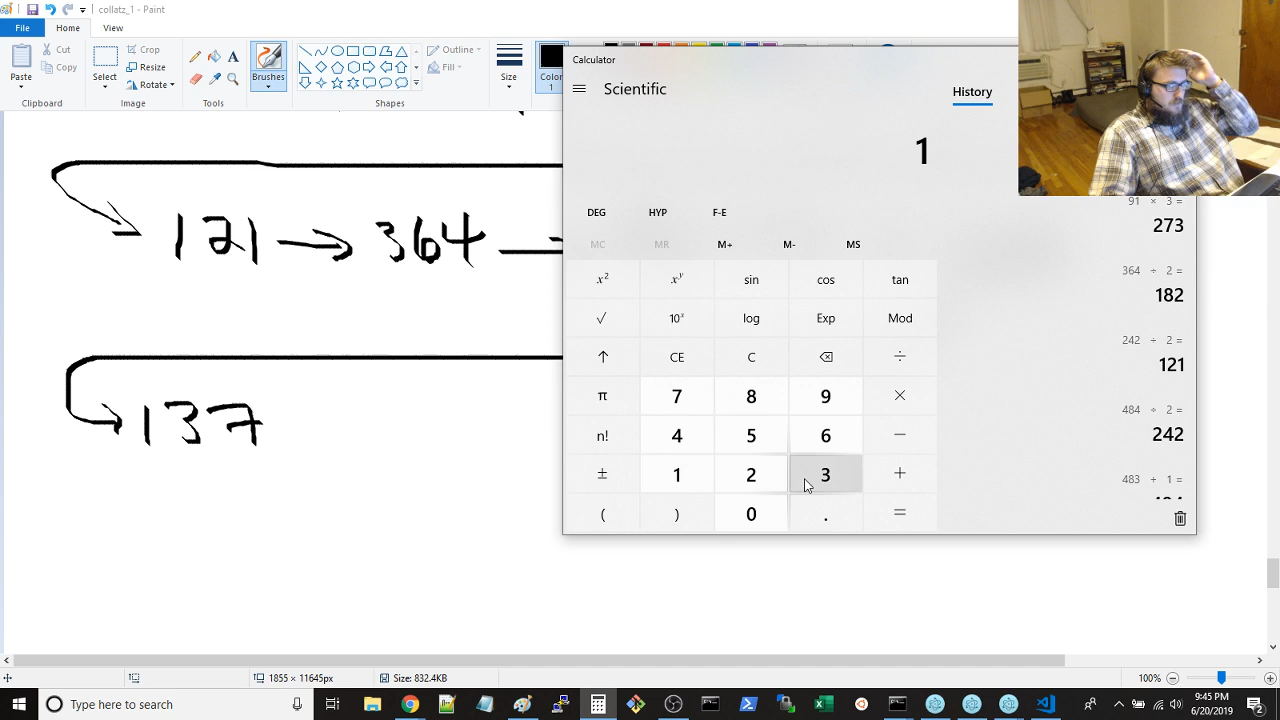 collatz_1 - Paint
File Home View
Cut
Copy
Paste
Clipboard
Crop
Resize
Rotate
Select
Image
A
Tools
Brushes
Outline
Fill
Shapes
Size
Color
1
Calculator
Scientific
History
1
DEG HYP F-E
MC MR M+ M- MS
x² xʸ sin cos tan
√ 10ˣ log Exp Mod
↑ CE C ⌫ ÷
π 7 8 9 ×
n! 4 5 6 −
± 1 2 3 +
( ) 0 . =
91 × 3 =
273
364 ÷ 2 =
182
242 ÷ 2 =
121
484 ÷ 2 =
242
483 + 1 =
121 → 364
137
1855 × 11645px
Size: 832.4KB
100%
Type here to search
9:45 PM
6/20/2019